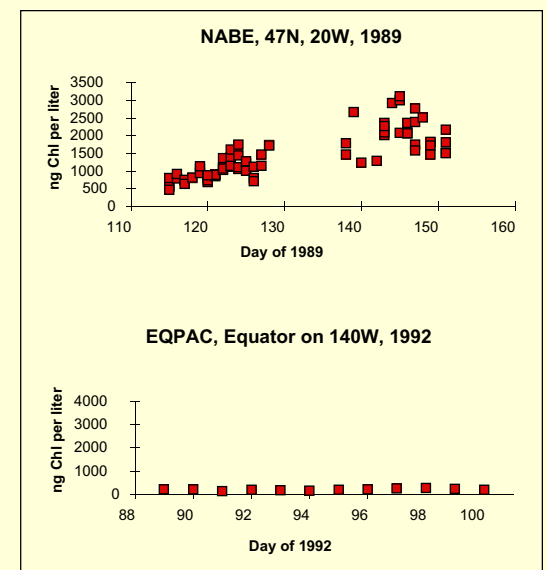 NABE, 47N, 20W, 1989
ng Chl per liter
3500
3000
2500
2000
1500
1000
500
0
110 120 130 140 150 160
Day of 1989
EQPAC, Equator on 140W, 1992
ng Chl per liter
4000
3000
2000
1000
0
88 90 92 94 96 98 100
Day of 1992